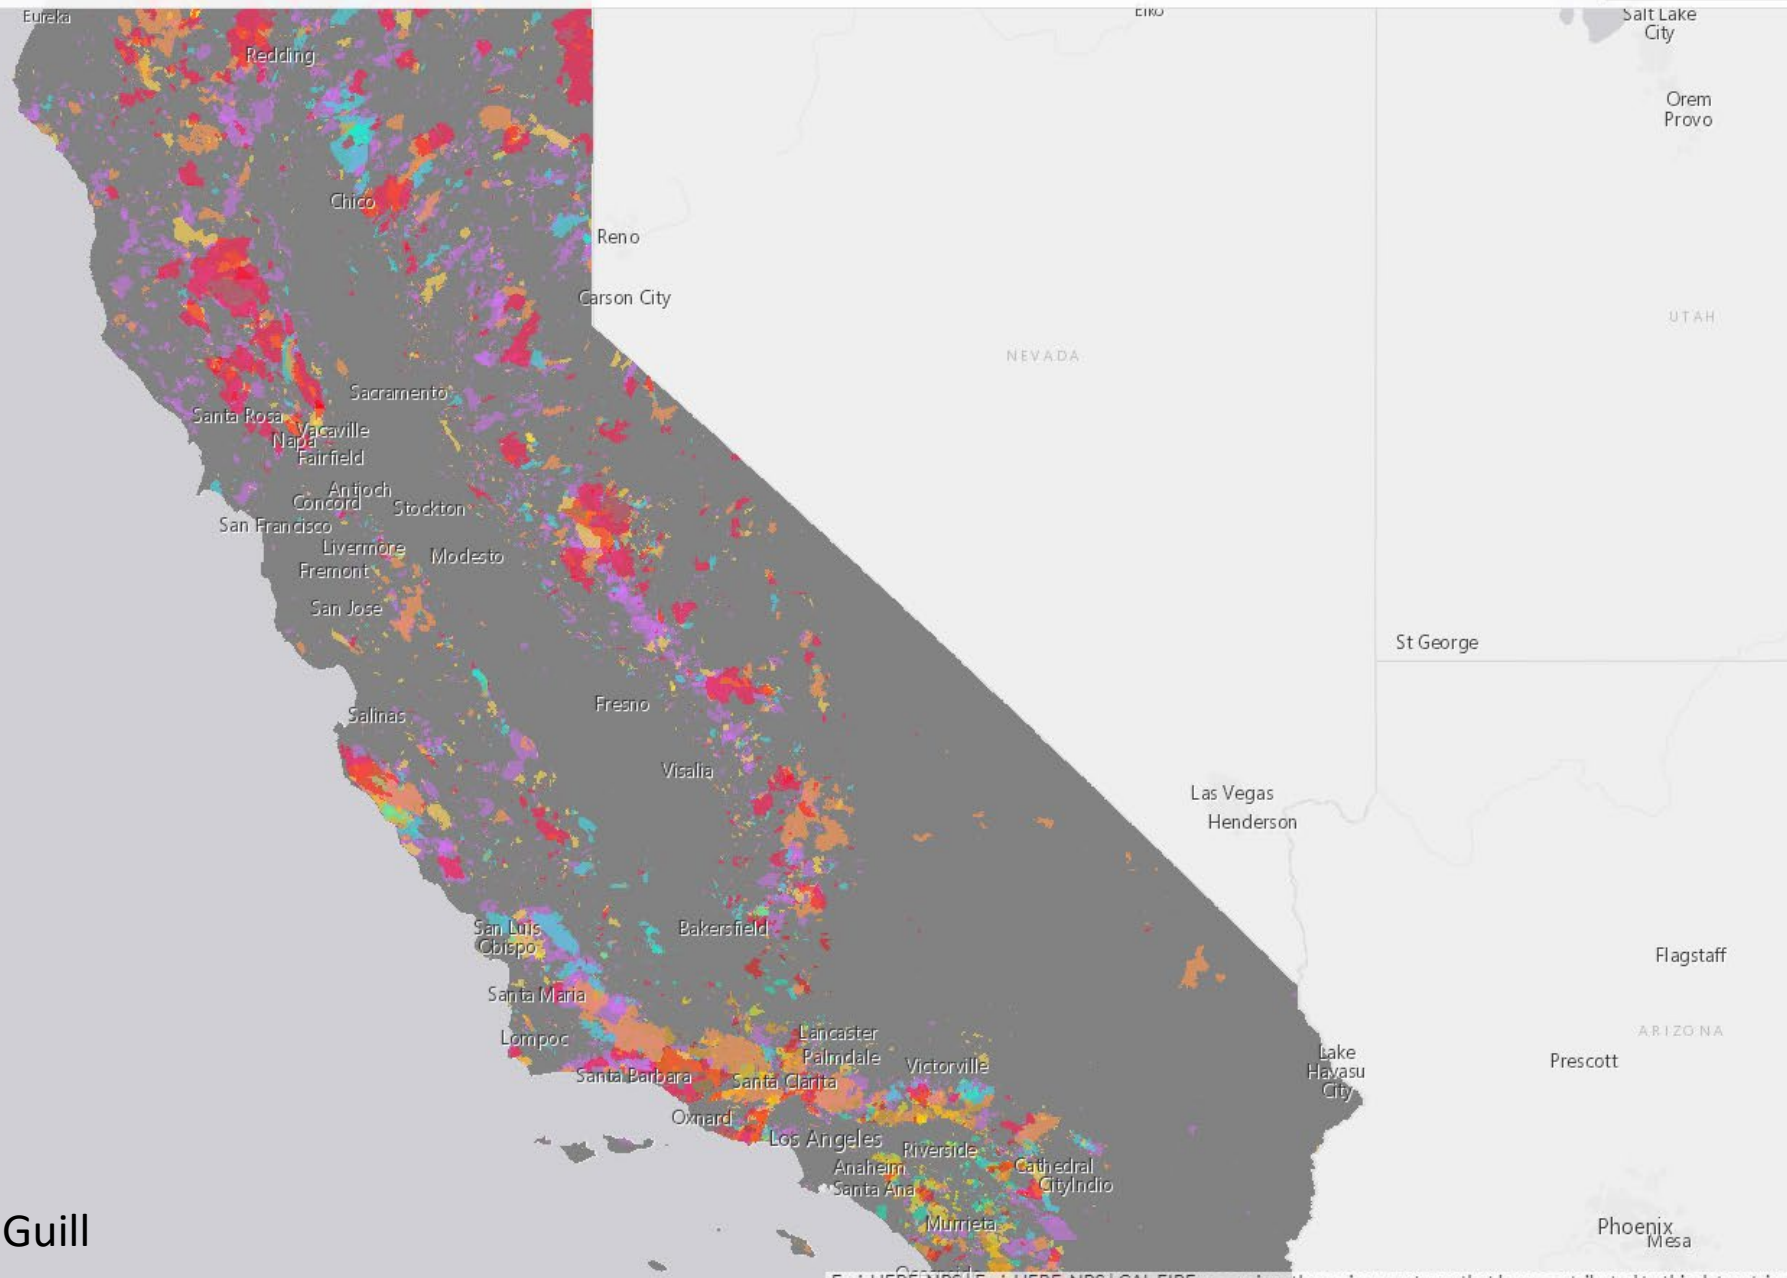 Eureka
Elko
Salt Lake
City
Redding
Orem
Provo
Chico
Reno
Carson City
UTAH
NEVADA
Sacramento
Santa Rosa
Vacaville
Napa
Fairfield
Antioch
Concord
Stockton
San Francisco
Livermore
Modesto
Fremont
San Jose
St George
Fresno
Salinas
Visalia
Las Vegas
Henderson
San Luis
Obispo
Bakersfield
Flagstaff
Santa Maria
Lompoc
Lancaster
Palmdale
ARIZONA
Victorville
Lake
Havasu
City
Prescott
Santa Barbara
Santa Clarita
Oxnard
Los Angeles
Riverside
Anaheim
Cathedral
City
Indio
Santa Ana
Murrieta
Guill
Phoenix
Mesa
Oceanside